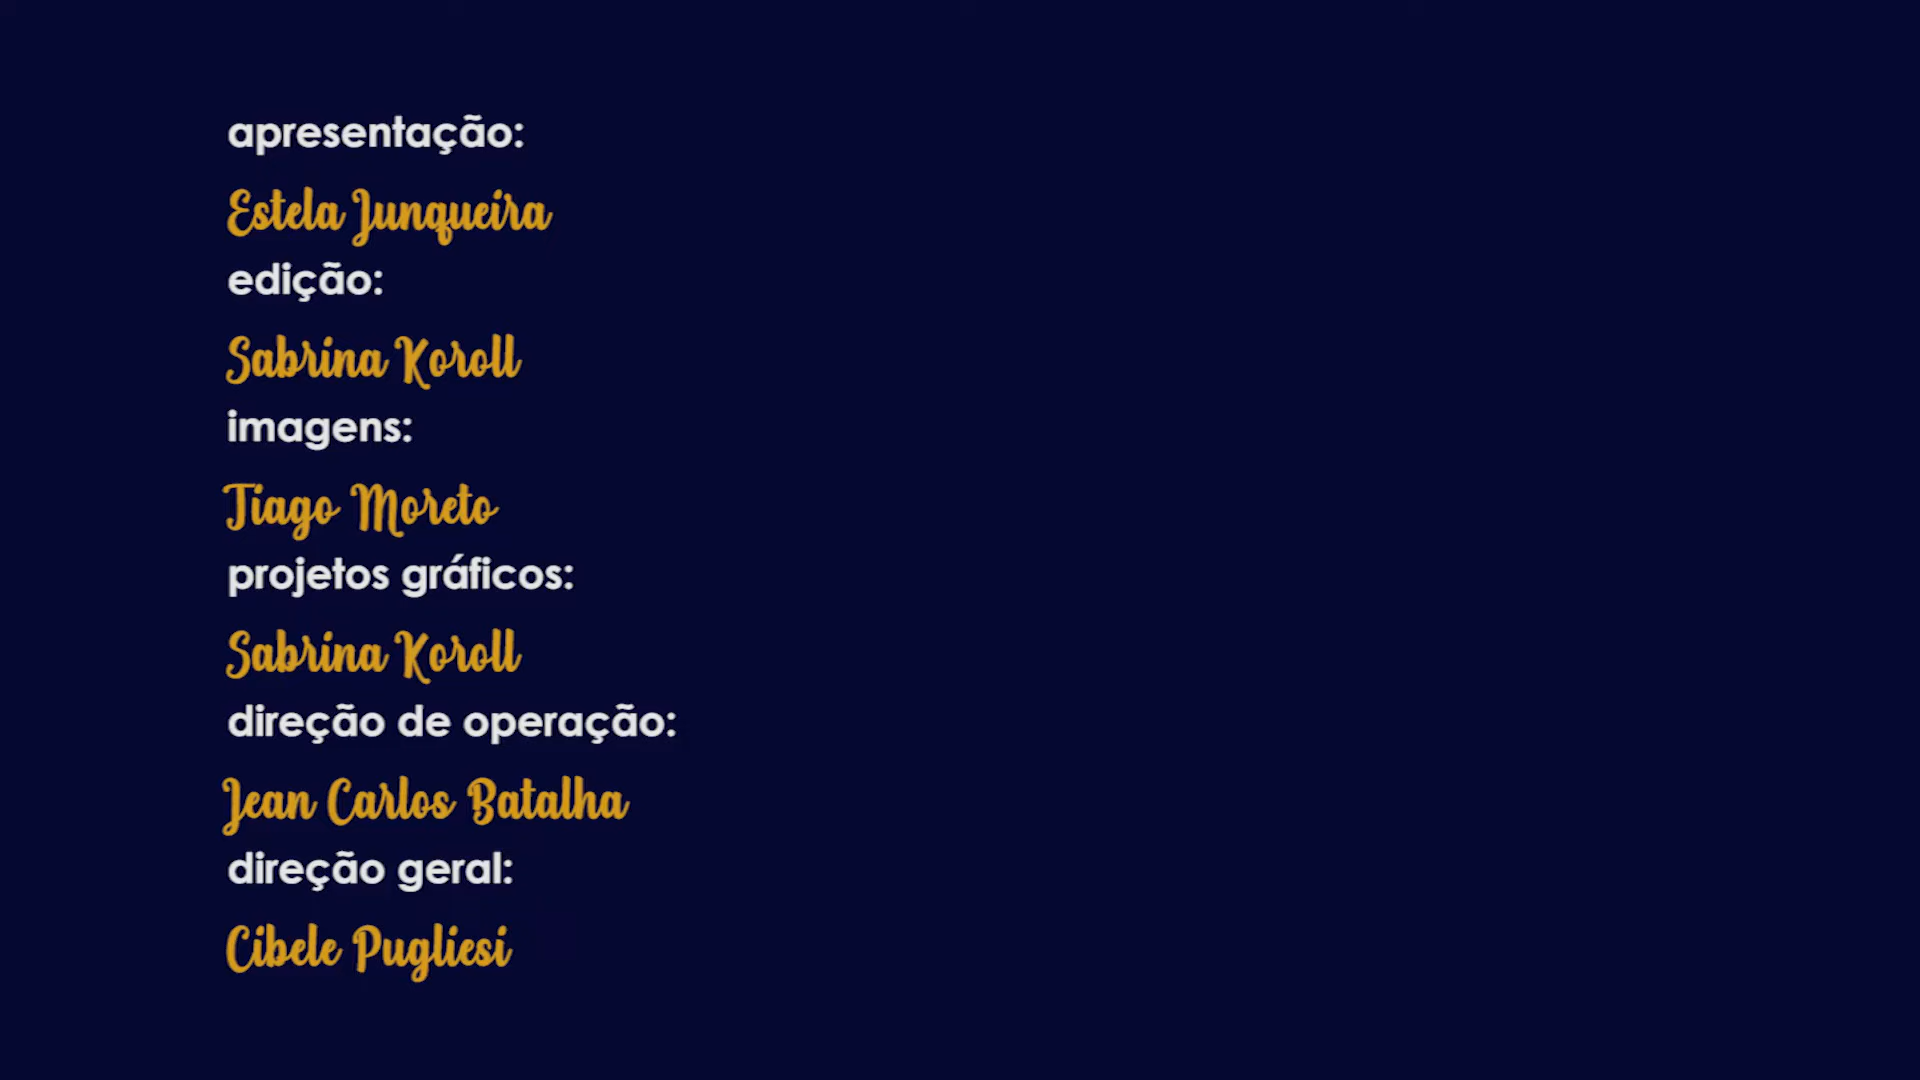 apresentação:
Estela Junqueira
edição:
Sabrina Koroll
imagens:
Tiago Moreto
projetos gráficos:
Sabrina Koroll
direção de operação:
Jean Carlos Batalha
direção geral:
Cibele Pugliesi